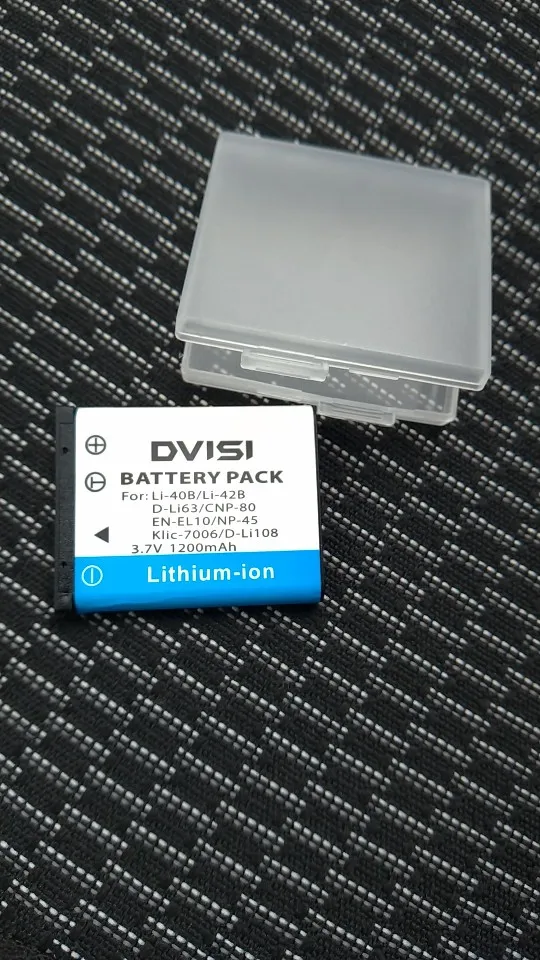 DVISI
BATTERY PACK
For: Li-40B/Li-42B
D-Li63/CNP-80
EN-EL10/NP-45
Klic-7006/D-Li108
3.7V 1200mAh
Lithium-ion